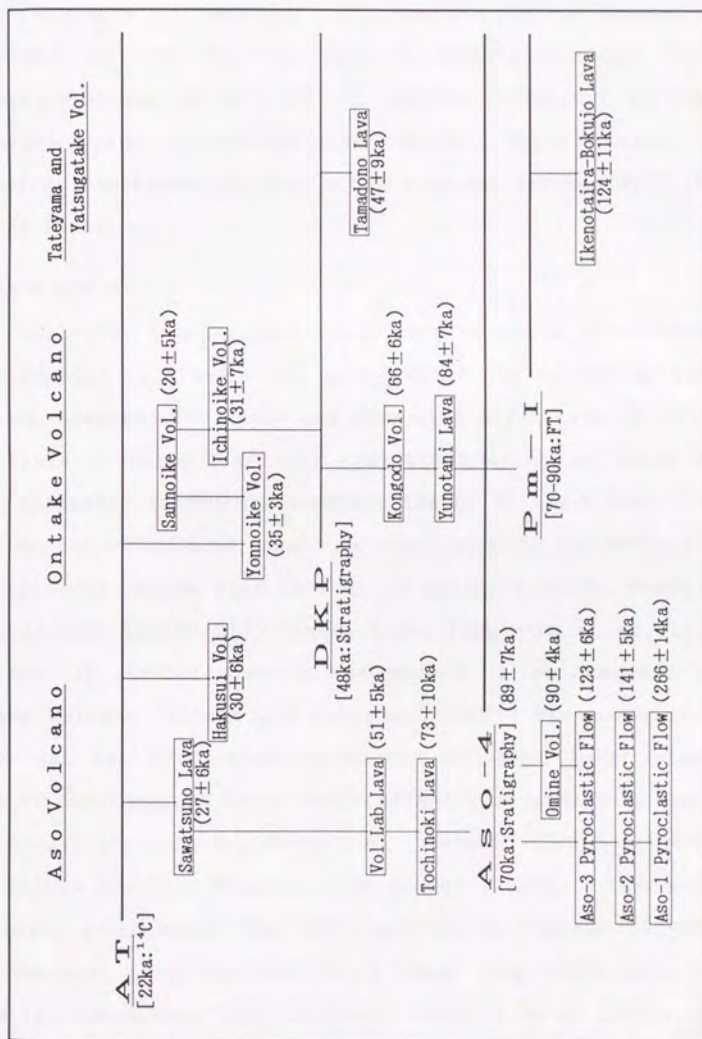 Aso Volcano
Ontake Volcino
Tateyama and
Yatsugatake Vol.
AT
[22ka:¹⁴C]
Sawatsuno Lava
(27±6ka)
Hakusui Vol.
(30±6ka)
Sannoike Vol. (20±5ka)
Ichinoike Vol.
(31±7ka)
Yonnoike Vol.
(35±3ka)
DKP
[48ka:Stratigraphy]
Tamadono Lava
(47±9ka)
Vol.Lab Lava (51±5ka)
Tochinoki Lava (73±10ka)
Kongodo Vol. (66±6ka)
Yunotani Lava (84±7ka)
Aso-4 (89±7ka)
[70ka:Sratigraphy]
Pm-I
[70-90ka:FT]
Omine Vol. (90±4ka)
Aso-3 Pyroclastic Flow (123±6ka)
Aso-2 Pyroclastic Flow (141±5ka)
Aso-1 Pyroclastic Flow (266±14ka)
Ikenotaira-Bokujo Lava
(124±11ka)